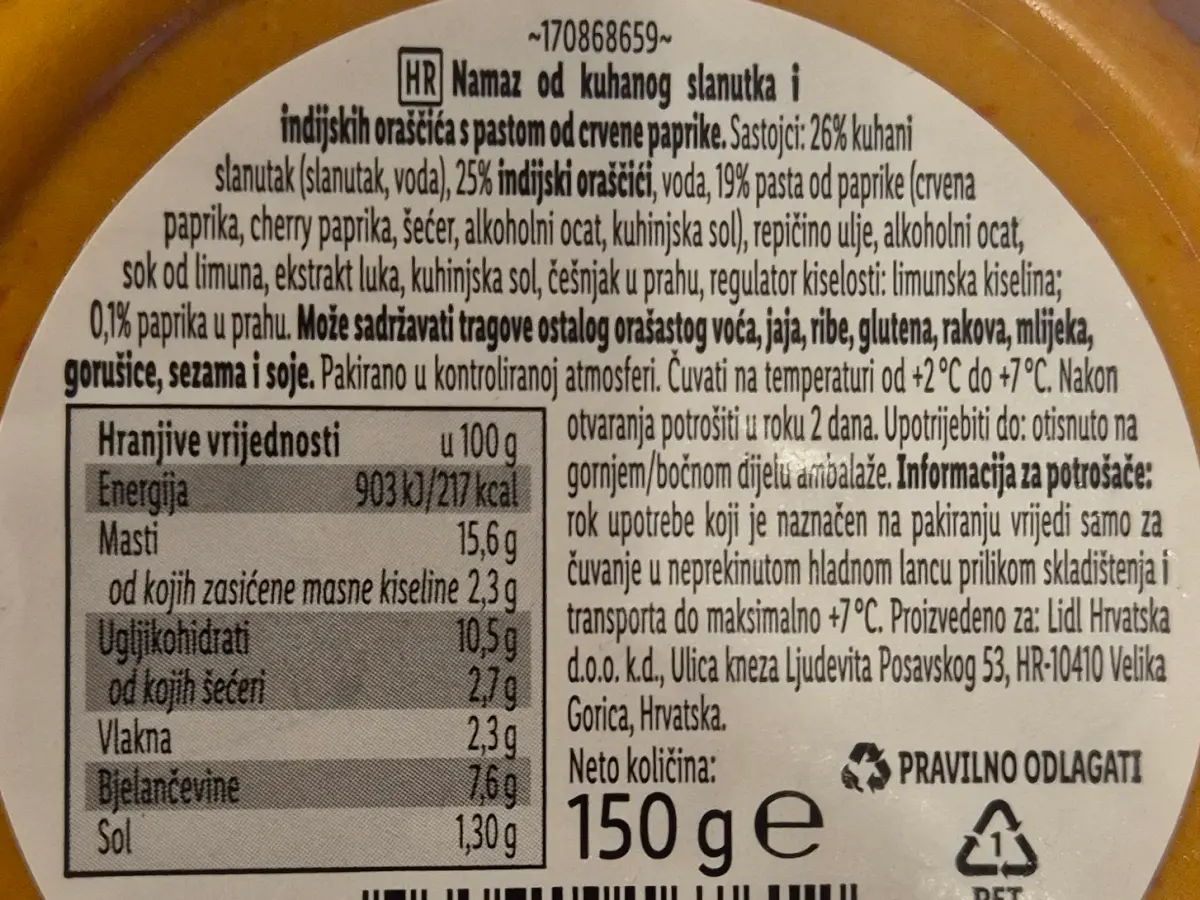 ~170868659~
HR Namaz od kuhanog slanutka i
indijskih oraščića s pastom od crvene paprike. Sastojci: 26% kuhani
slanutak (slanutak, voda), 25% indijski oraščići, voda, 19% pasta od paprike (crvena
paprika, cherry paprika, šećer, alkoholni ocat, kuhinjska sol), repičino ulje, alkoholni ocat,
sok od limuna, ekstrakt luka, kuhinjska sol, češnjak u prahu, regulator kiselosti: limunska kiselina;
0,1% paprika u prahu. Može sadržavati tragove ostalog orašastog voća, jaja, ribe, glutena, rakova, mlijeka,
gorušice, sezama i soje. Pakirano u kontroliranoj atmosferi. Čuvati na temperaturi od +2°C do +7°C. Nakon
otvaranja potrošiti u roku 2 dana. Upotrijebiti do: otisnuto na
gornjem/bočnom dijelu ambalaže. Informacija za potrošače:
rok upotrebe koji je naznačen na pakiranju vrijedi samo za
čuvanje u neprekinutom hladnom lancu prilikom skladištenja i
transporta do maksimalno +7°C. Proizvedeno za: Lidl Hrvatska
d.o.o. k.d., Ulica kneza Ljudevita Posavskog 53, HR-10410 Velika
Gorica, Hrvatska.
Hranjive vrijednosti u 100 g
Energija 903 kJ/217 kcal
Masti 15,6 g
od kojih zasićene masne kiseline 2,3 g
Ugljikohidrati 10,5 g
od kojih šećeri 2,7 g
Vlakna 2,3 g
Bjelančevine 7,6 g
Sol 1,30 g
Neto količina:
150 g e
PRAVILNO ODLAGATI
1
PET